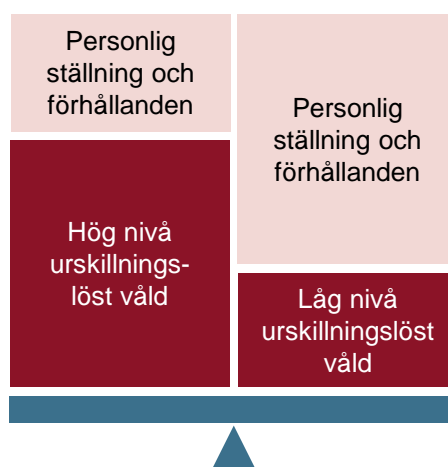 Personlig
ställning och
förhållanden
Hög nivå
urskillnings-
löst våld
Personlig
ställning och
förhållanden
Låg nivå
urskillningslöst
våld